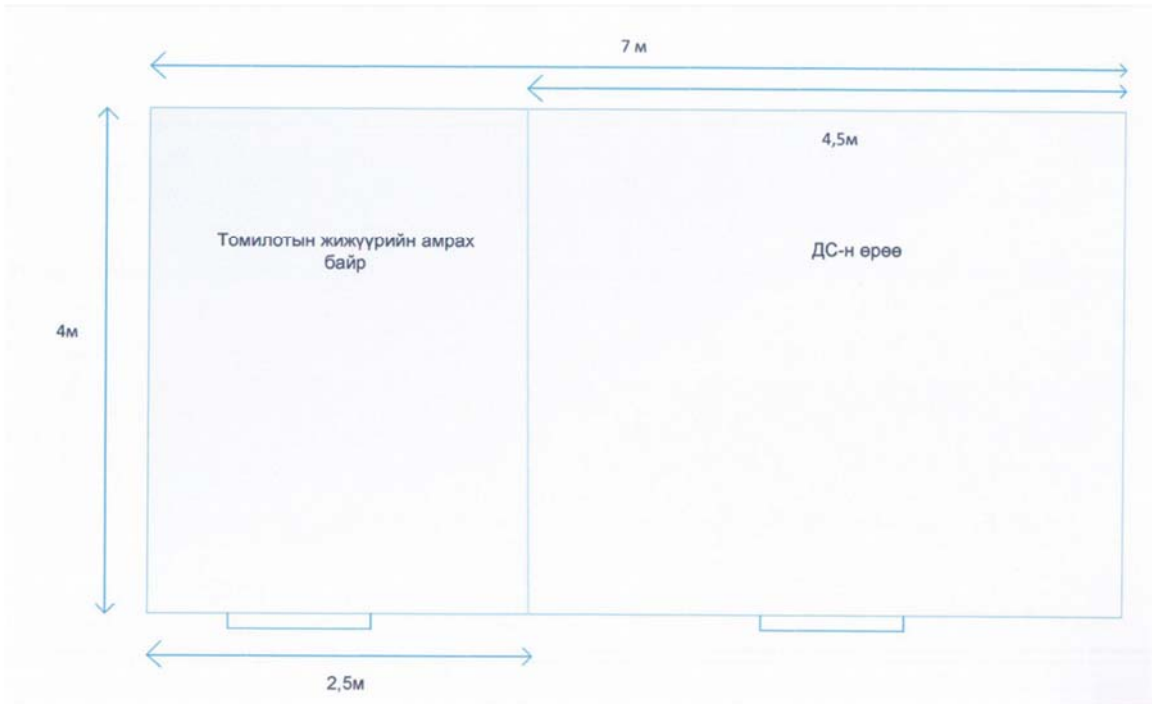 7 м
4,5м
Томилотын жижүүрийн амрах
байр
ДС-н өрөө
4м
2,5м